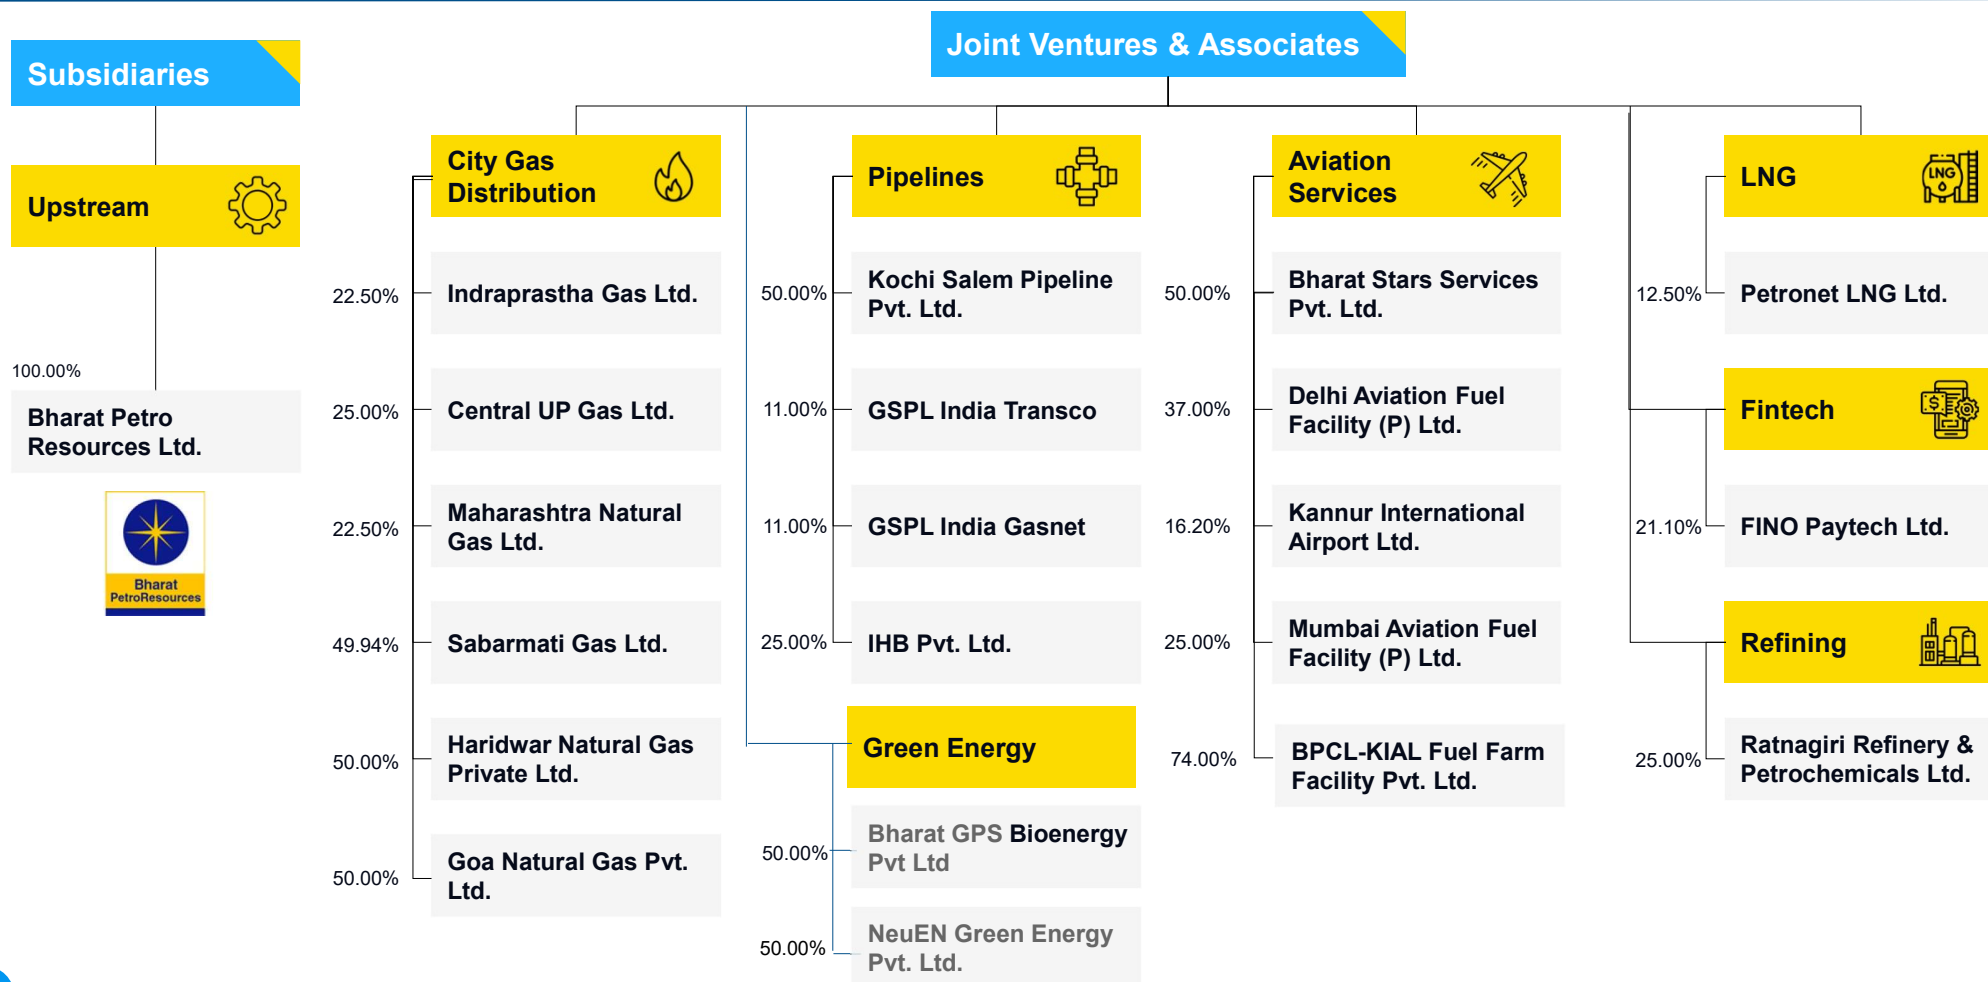 Subsidiaries
Upstream
100.00%
Bharat Petro
Resources Ltd.
Bharat
PetroResources
Joint Ventures & Associates
City Gas
Distribution
22.50%
Indraprastha Gas Ltd.
25.00%
Central UP Gas Ltd.
22.50%
Maharashtra Natural
Gas Ltd.
49.94%
Sabarmati Gas Ltd.
50.00%
Haridwar Natural Gas
Private Ltd.
50.00%
Goa Natural Gas Pvt.
Ltd.
Pipelines
50.00%
Kochi Salem Pipeline
Pvt. Ltd.
11.00%
GSPL India Transco
11.00%
GSPL India Gasnet
25.00%
IHB Pvt. Ltd.
Green Energy
50.00%
Bharat GPS Bioenergy
Pvt Ltd
50.00%
NeuEN Green Energy
Pvt. Ltd.
Aviation
Services
50.00%
Bharat Stars Services
Pvt. Ltd.
37.00%
Delhi Aviation Fuel
Facility (P) Ltd.
16.20%
Kannur International
Airport Ltd.
25.00%
Mumbai Aviation Fuel
Facility (P) Ltd.
74.00%
BPCL-KIAL Fuel Farm
Facility Pvt. Ltd.
LNG
LNG
12.50%
Petronet LNG Ltd.
Fintech
$
21.10%
FINO Paytech Ltd.
Refining
25.00%
Ratnagiri Refinery &
Petrochemicals Ltd.